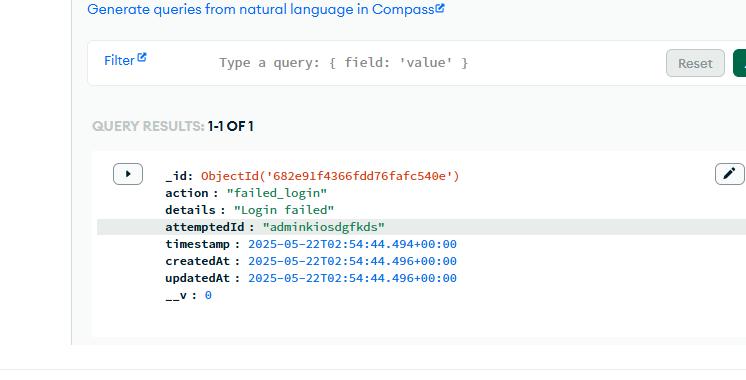 Generate queries from natural language in Compass
Filter
Type a query: { field: 'value' }
Reset
QUERY RESULTS: 1-1 OF 1
_id: ObjectId('682e91f4366fdd76fafc540e')
action : "failed_login"
details : "Login failed"
attemptedId : "adminkiosdgfkds"
timestamp : 2025-05-22T02:54:44.494+00:00
createdAt : 2025-05-22T02:54:44.496+00:00
updatedAt : 2025-05-22T02:54:44.496+00:00
__v : 0